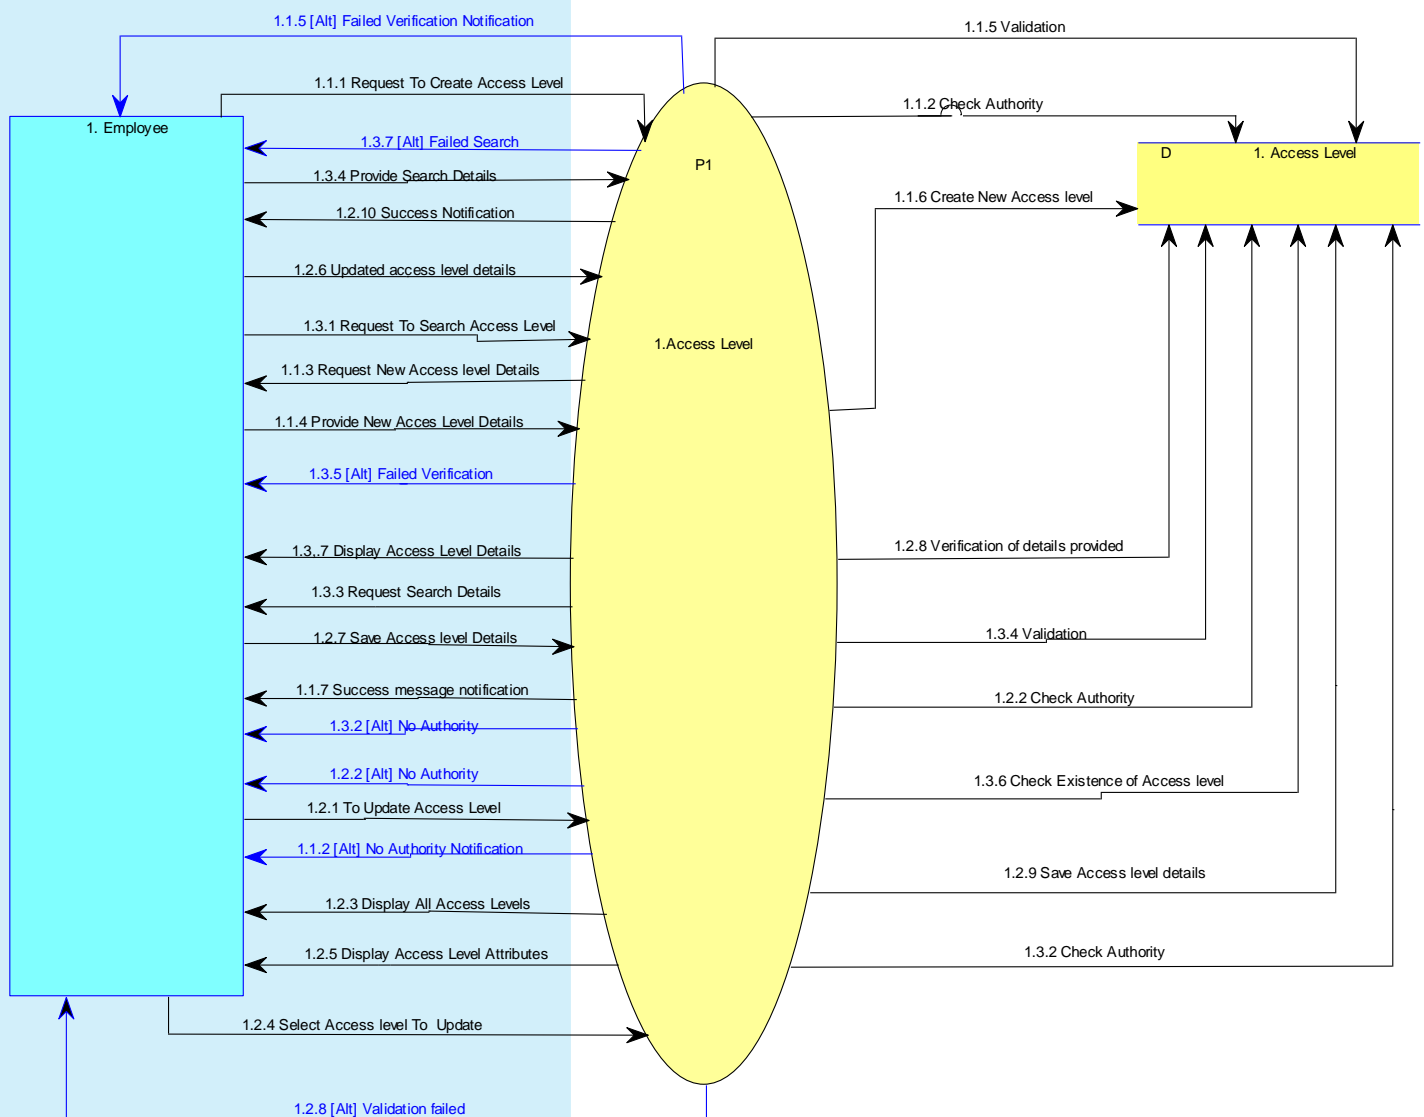 1.1.5 [Alt] Failed Verification Notification
1.1.5 Validation
1.1.1 Request To Create Access Level
1.1.2 Check Authority
1. Employee
1.3.7 [Alt] Failed Search
D 1. Access Level
P1
1.3.4 Provide Search Details
1.1.6 Create New Access level
1.2.10 Success Notification
1.2.6 Updated access level details
1.3.1 Request To Search Access Level
1.Access Level
1.1.3 Request New Access level Details
1.1.4 Provide New Acces Level Details
1.3.5 [Alt] Failed Verification
1.3..7 Display Access Level Details
1.2.8 Verification of details provided
1.3.3 Request Search Details
1.2.7 Save Access level Details
1.3.4 Validation
1.1.7 Success message notification
1.2.2 Check Authority
1.3.2 [Alt] No Authority
1.2.2 [Alt] No Authority
1.3.6 Check Existence of Access level
1.2.1 To Update Access Level
1.1.2 [Alt] No Authority Notification
1.2.9 Save Access level details
1.2.3 Display All Access Levels
1.2.5 Display Access Level Attributes
1.3.2 Check Authority
1.2.4 Select Access level To Update
1.2.8 [Alt] Validation failed